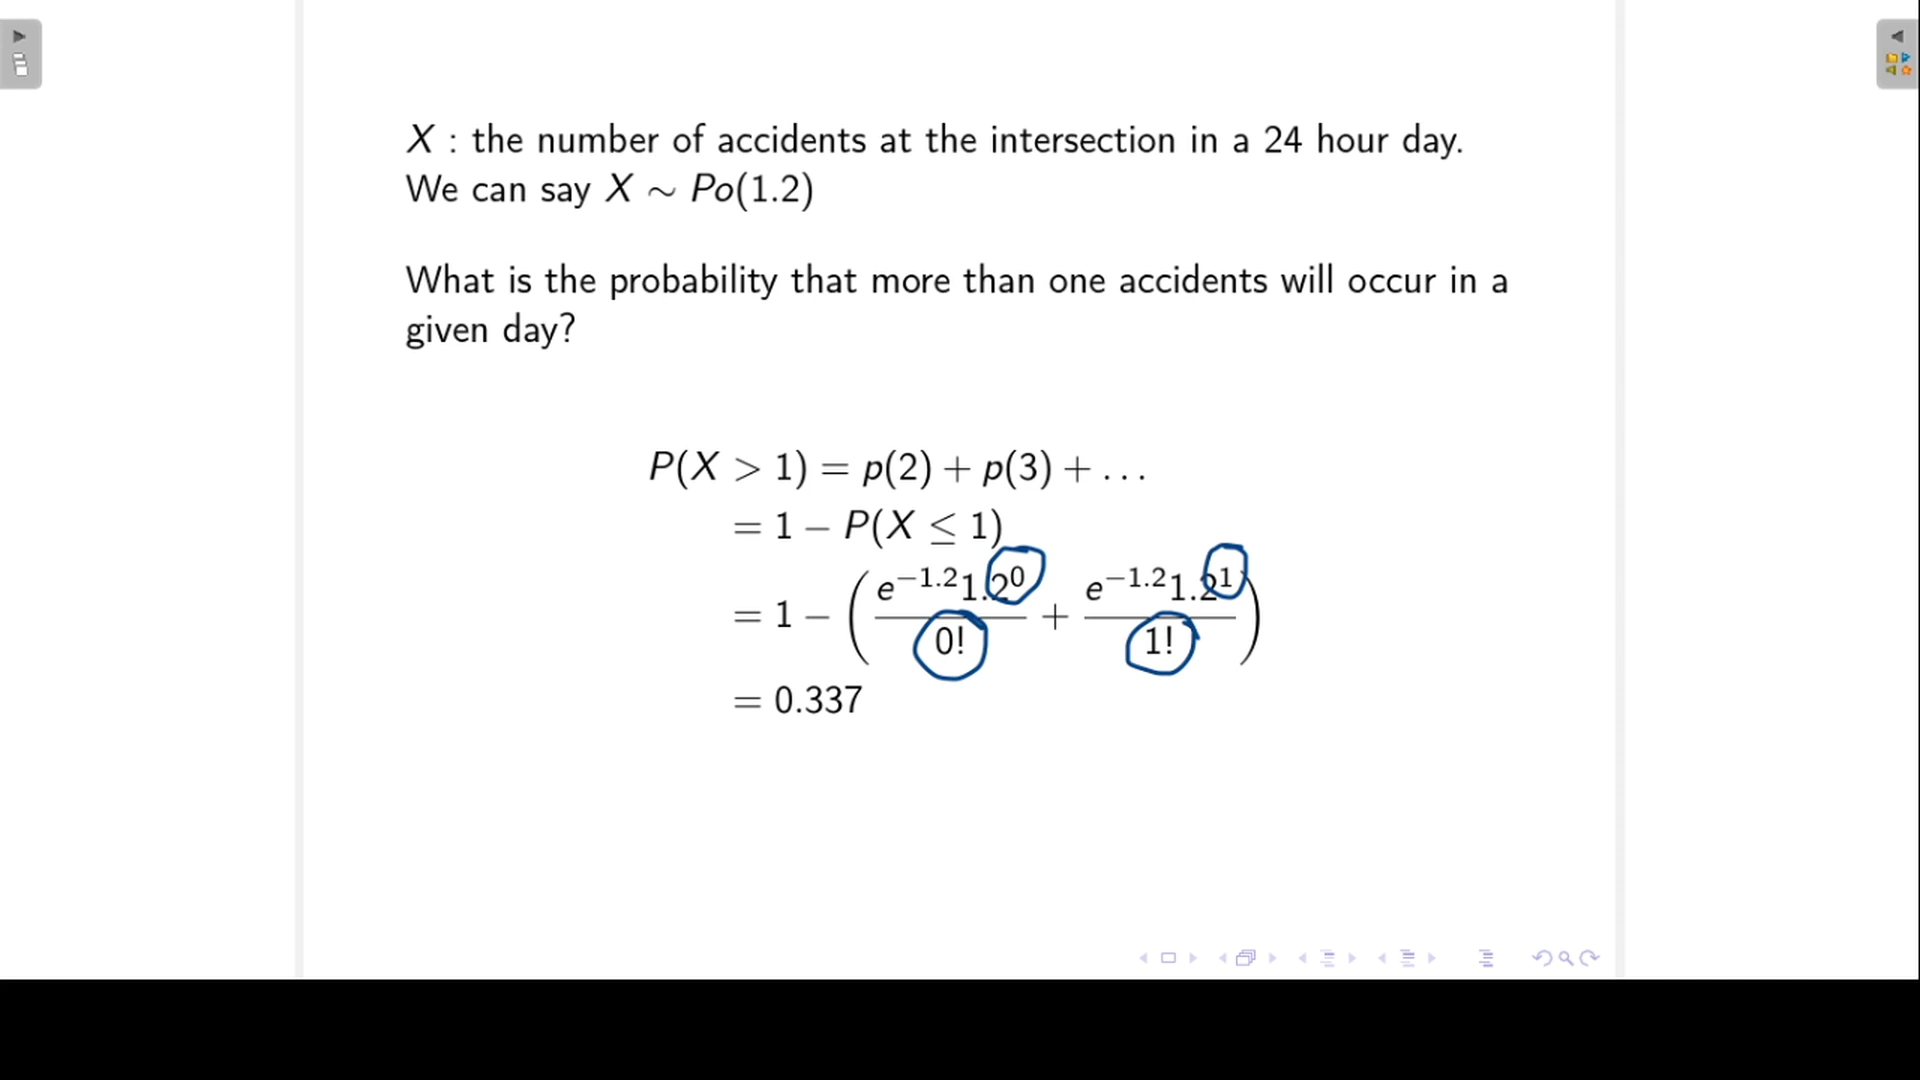 X : the number of accidents at the intersection in a 24 hour day.
We can say X ∼ Po(1.2)
What is the probability that more than one accidents will occur in a
given day?
P(X > 1) = p(2) + p(3) + . . .
= 1 − P(X ≤ 1)
= 1 − (e^−1.2 1.2^0 / 0! + e^−1.2 1.2^1 / 1!)
= 0.337